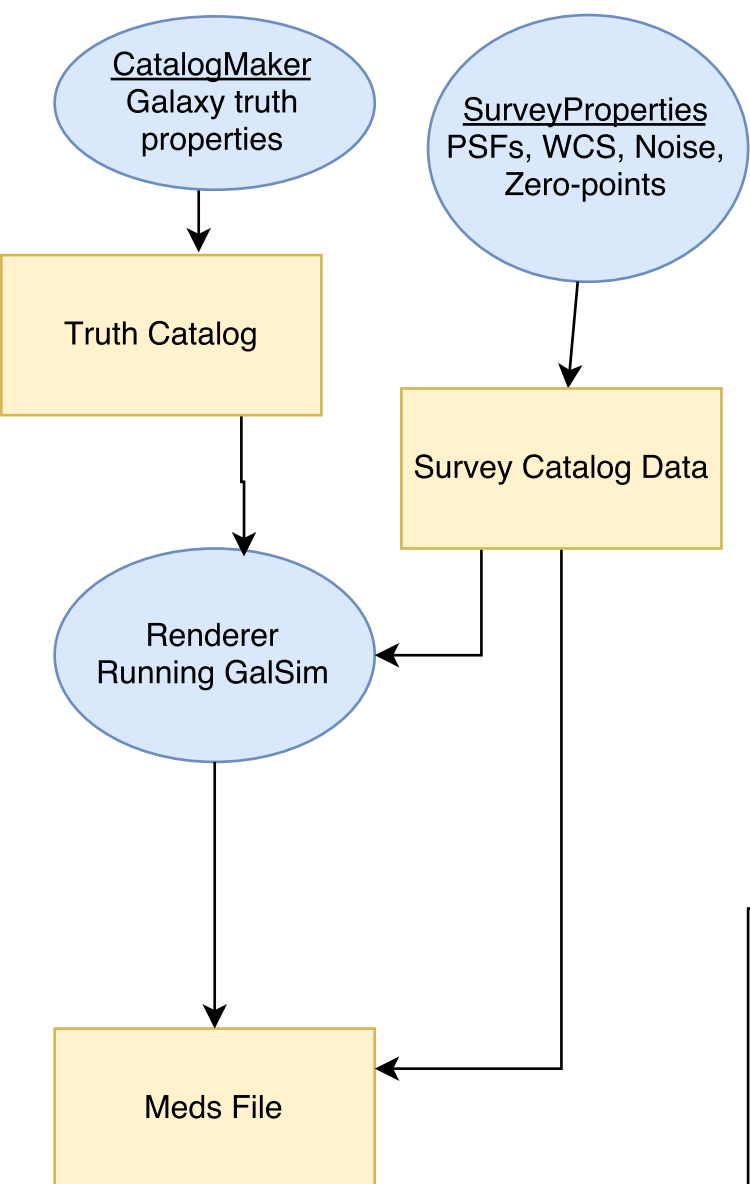 CatalogMaker
Galaxy truth
properties
SurveyProperties
PSFs, WCS, Noise,
Zero-points
Truth Catalog
Survey Catalog Data
Renderer
Running GalSim
Meds File